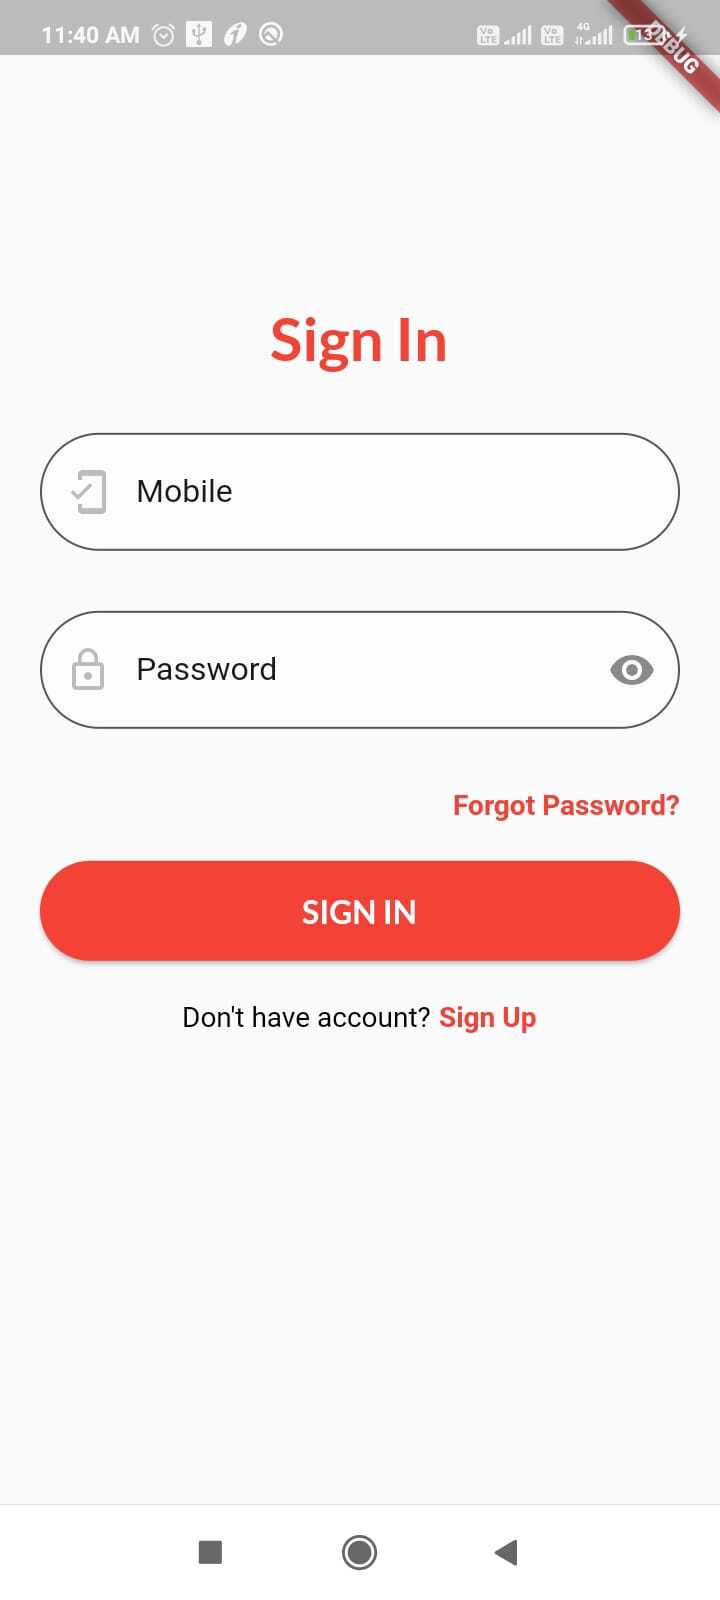 11:40 AM
Vo LTE Vo LTE 4G 13
DEBUG
Sign In
Mobile
Password
Forgot Password?
SIGN IN
Don't have account? Sign Up